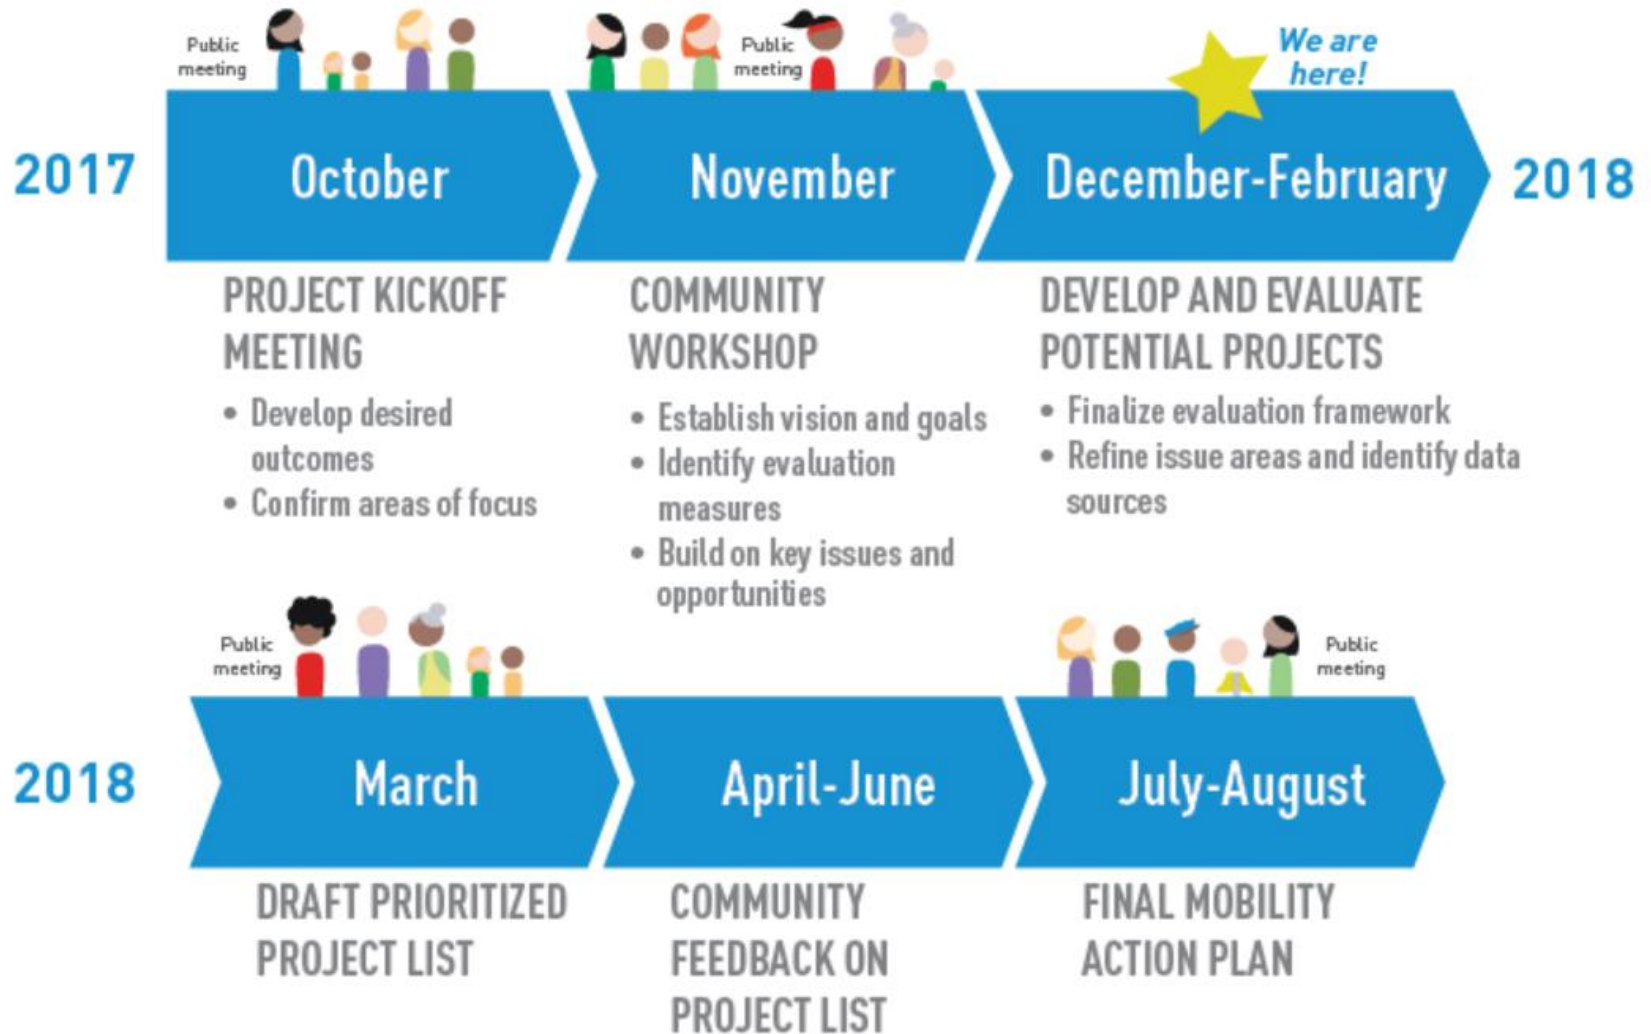 Public
meeting
Public
meeting
We are
here!
2017
October
November
December-February
2018
PROJECT KICKOFF
MEETING
• Develop desired
outcomes
• Confirm areas of focus
COMMUNITY
WORKSHOP
• Establish vision and goals
• Identify evaluation
measures
• Build on key issues and
opportunities
DEVELOP AND EVALUATE
POTENTIAL PROJECTS
• Finalize evaluation framework
• Refine issue areas and identify data
sources
Public
meeting
Public
meeting
2018
March
April-June
July-August
DRAFT PRIORITIZED
PROJECT LIST
COMMUNITY
FEEDBACK ON
PROJECT LIST
FINAL MOBILITY
ACTION PLAN